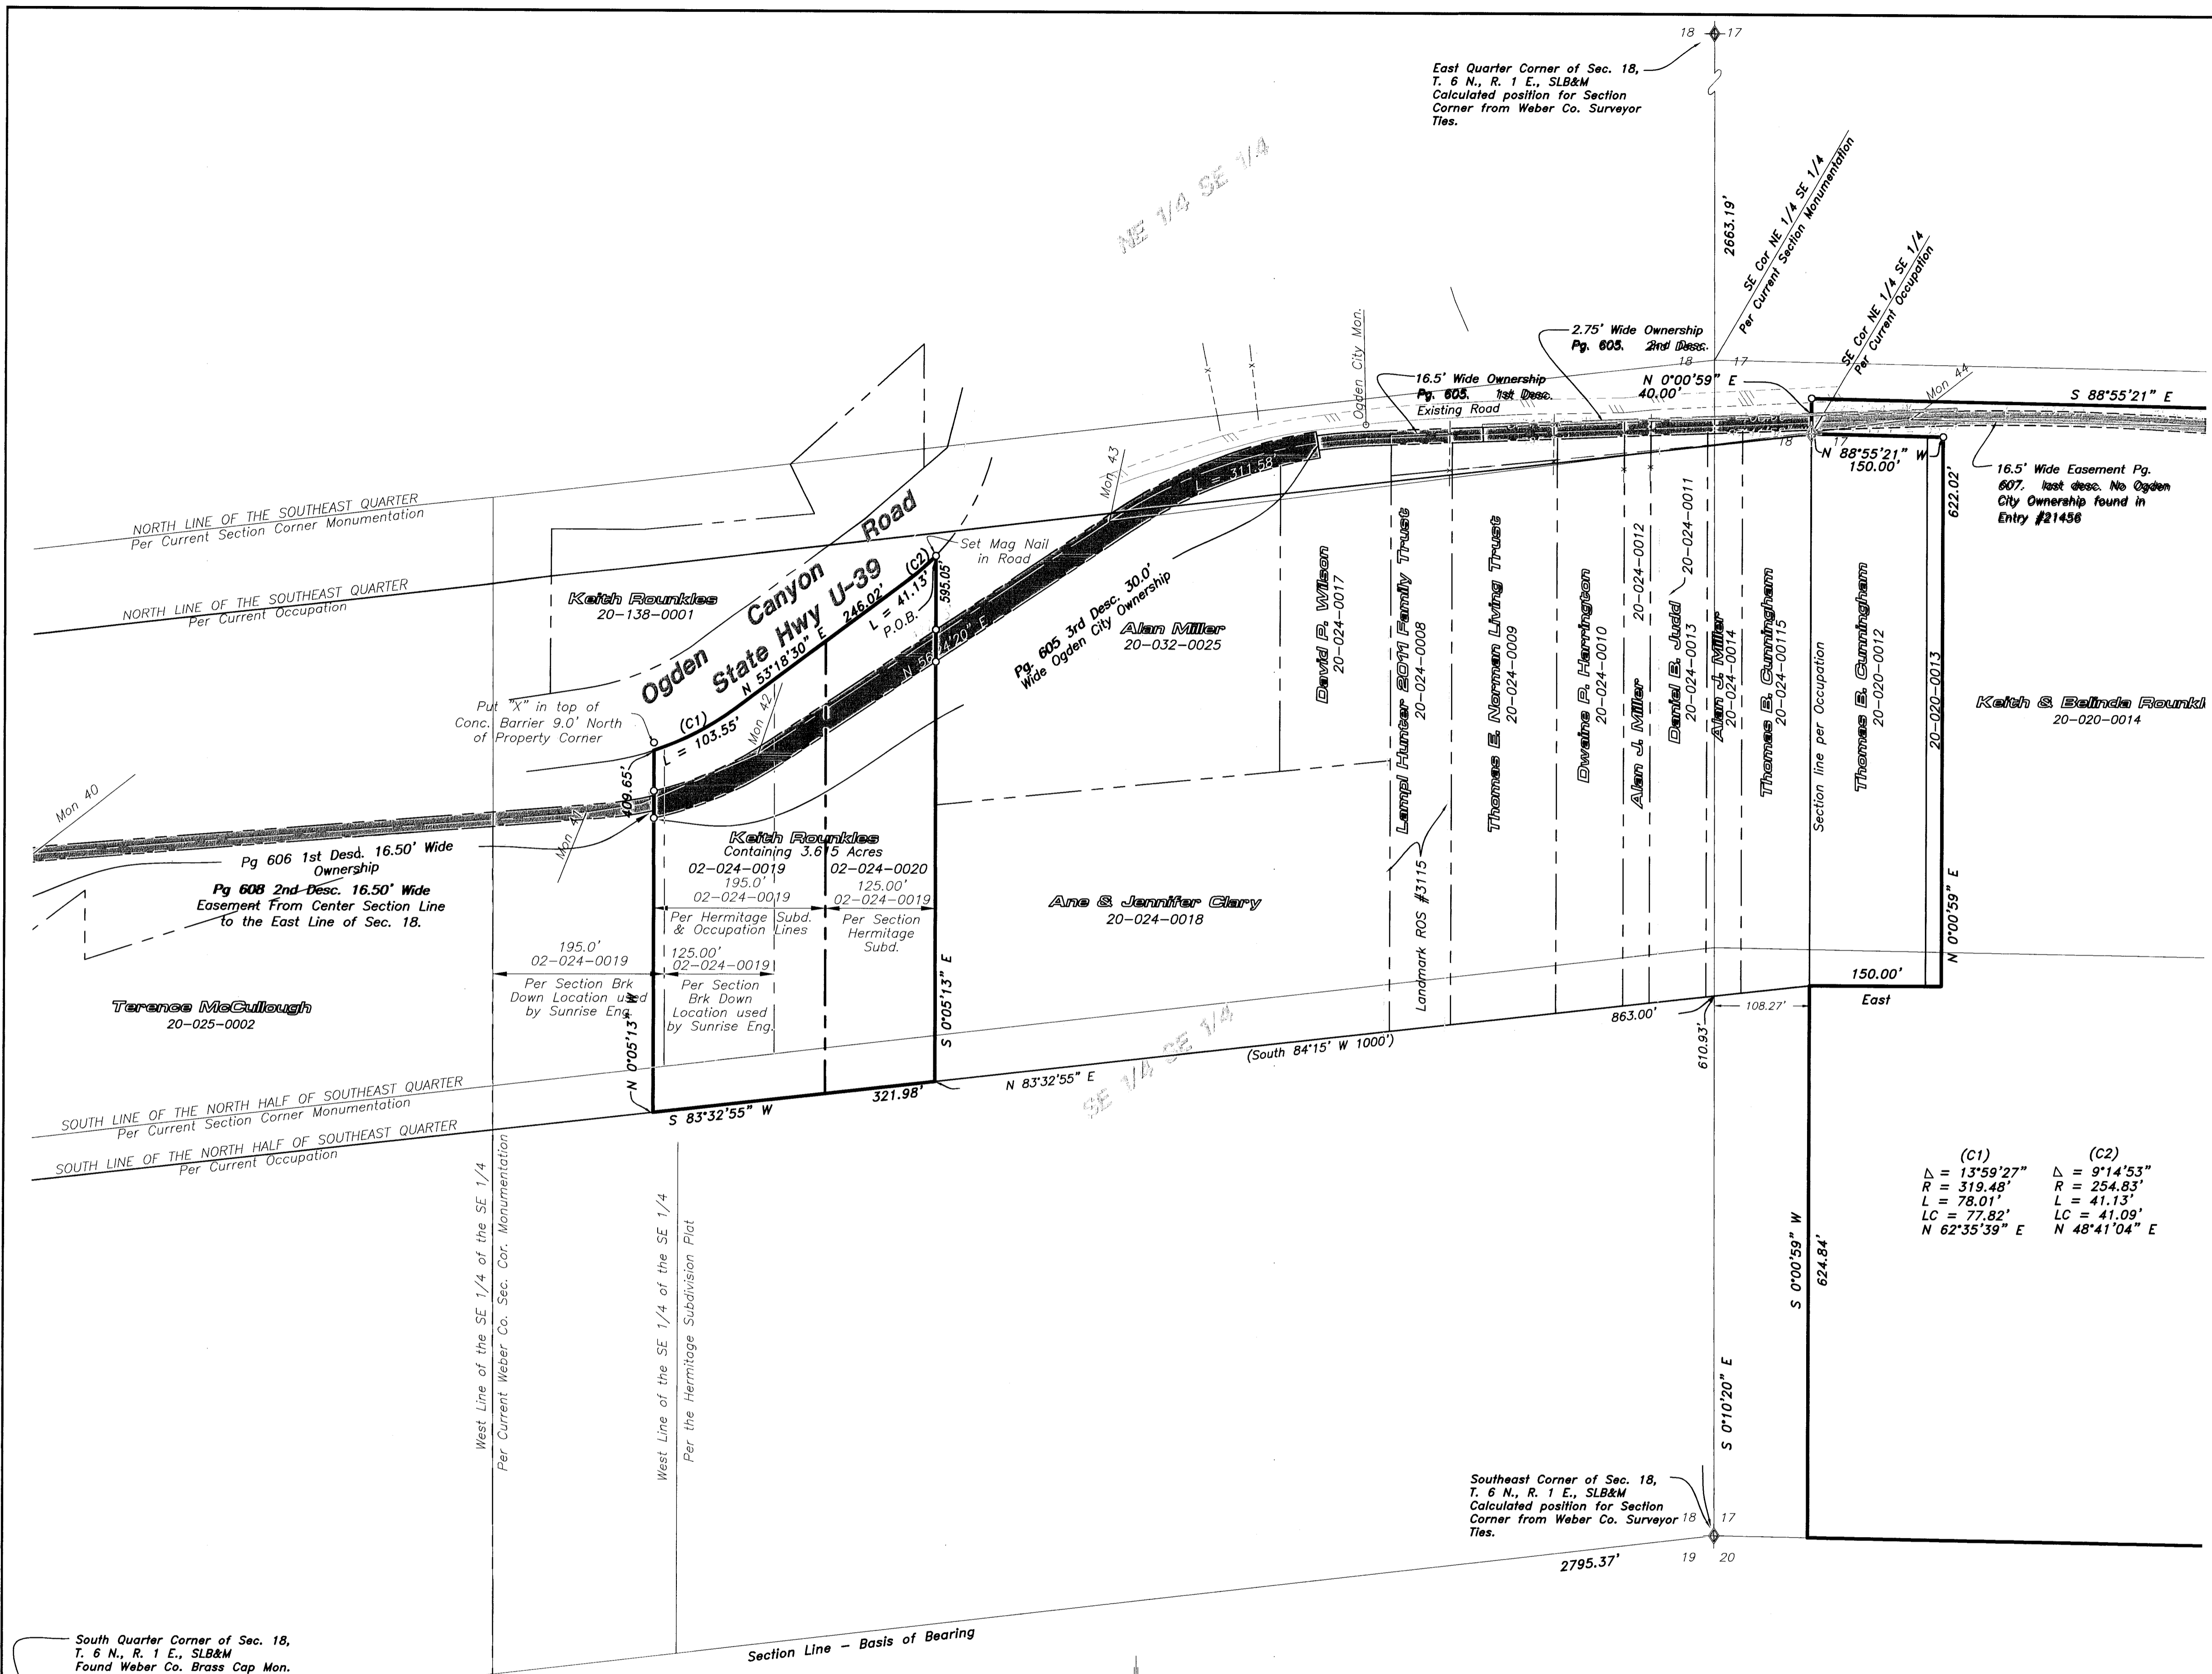 18 17
East Quarter Corner of Sec. 18,
T. 6 N., R. 1 E., SLB&M
Calculated position for Section
Corner from Weber Co. Surveyor
Ties.
NE 1/4 SE 1/4
2663.19'
SE Cor NE 1/4 SE 1/4
Per Current Section Monumentation
SE Cor NE 1/4 SE 1/4
Per Current Occupation
Ogden City Mon.
2.75' Wide Ownership
Pg. 605. 2nd Desc.
18 17
16.5' Wide Ownership
Pg. 605. 1st Desc.
Existing Road
N 0°00'59" E
40.00'
Mon 44
S 88°55'21" E
18 17
N 88°55'21" W
150.00'
16.5' Wide Easement Pg.
607. last desc. No Ogden
City Ownership found in
Entry #21456
622.02'
Mon 43
311.58'
NORTH LINE OF THE SOUTHEAST QUARTER
Per Current Section Corner Monumentation
NORTH LINE OF THE SOUTHEAST QUARTER
Per Current Occupation
Keith Rounkles
20-138-0001
Ogden Canyon Road
State Hwy U-39
N 53°18'30" E 246.02'
(C2)
L = 41.13'
P.O.B.
Set Mag Nail
in Road
595.05'
N 56°24'20" E
Pg. 605 3rd Desc. 30.0'
Wide Ogden City Ownership
Alan Miller
20-032-0025
Put "X" in top of
Conc. Barrier 9.0' North
of Property Corner
(C1)
L = 103.55'
Mon 42
409.65'
Mon 40
Pg 606 1st Desd. 16.50' Wide
Ownership
Pg 608 2nd Desc. 16.50' Wide
Easement From Center Section Line
to the East Line of Sec. 18.
Keith Rounkles
Containing 3.615 Acres
02-024-0019 02-024-0020
195.0' 125.00'
02-024-0019 02-024-0019
Per Hermitage Subd.
& Occupation Lines
Per Section
Hermitage
Subd.
195.0'
02-024-0019
125.00'
02-024-0019
Per Section Brk
Down Location used
by Sunrise Eng.
Per Section
Brk Down
Location used
by Sunrise Eng.
N 0°05'13" W
S 0°05'13" E
Terence McCullough
20-025-0002
Ane & Jennifer Clary
20-024-0018
David P. Wilson
20-024-0017
Lampl Hunter 2011 Family Trust
20-024-0008
Landmark ROS #3115
Thomas E. Norman Living Trust
20-024-0009
Dwaine P. Harrington
20-024-0010
Alan J. Miller 20-024-0012
Daniel B. Judd 20-024-0011
20-024-0013
Alan J. Miller
20-024-0014
Thomas B. Cunningham
20-024-00115
Section line per Occupation
Thomas B. Cunningham
20-020-0012
20-020-0013
Keith & Belinda Rounkl
20-020-0014
N 0°00'59" E
150.00'
East
863.00'
108.27'
610.93'
(South 84°15' W 1000')
N 83°32'55" E
SE 1/4 SE 1/4
321.98'
S 83°32'55" W
SOUTH LINE OF THE NORTH HALF OF SOUTHEAST QUARTER
Per Current Section Corner Monumentation
SOUTH LINE OF THE NORTH HALF OF SOUTHEAST QUARTER
Per Current Occupation
West Line of the SE 1/4 of the SE 1/4
Per Current Weber Co. Sec. Cor. Monumentation
West Line of the SE 1/4 of the SE 1/4
Per the Hermitage Subdivision Plat
(C1) (C2)
Δ = 13°59'27" Δ = 9°14'53"
R = 319.48' R = 254.83'
L = 78.01' L = 41.13'
LC = 77.82' LC = 41.09'
N 62°35'39" E N 48°41'04" E
S 0°00'59" W
624.84'
S 0°10'20" E
Southeast Corner of Sec. 18,
T. 6 N., R. 1 E., SLB&M
Calculated position for Section
Corner from Weber Co. Surveyor
Ties.
18 17
19 20
2795.37'
Section Line - Basis of Bearing
South Quarter Corner of Sec. 18,
T. 6 N., R. 1 E., SLB&M
Found Weber Co. Brass Cap Mon.